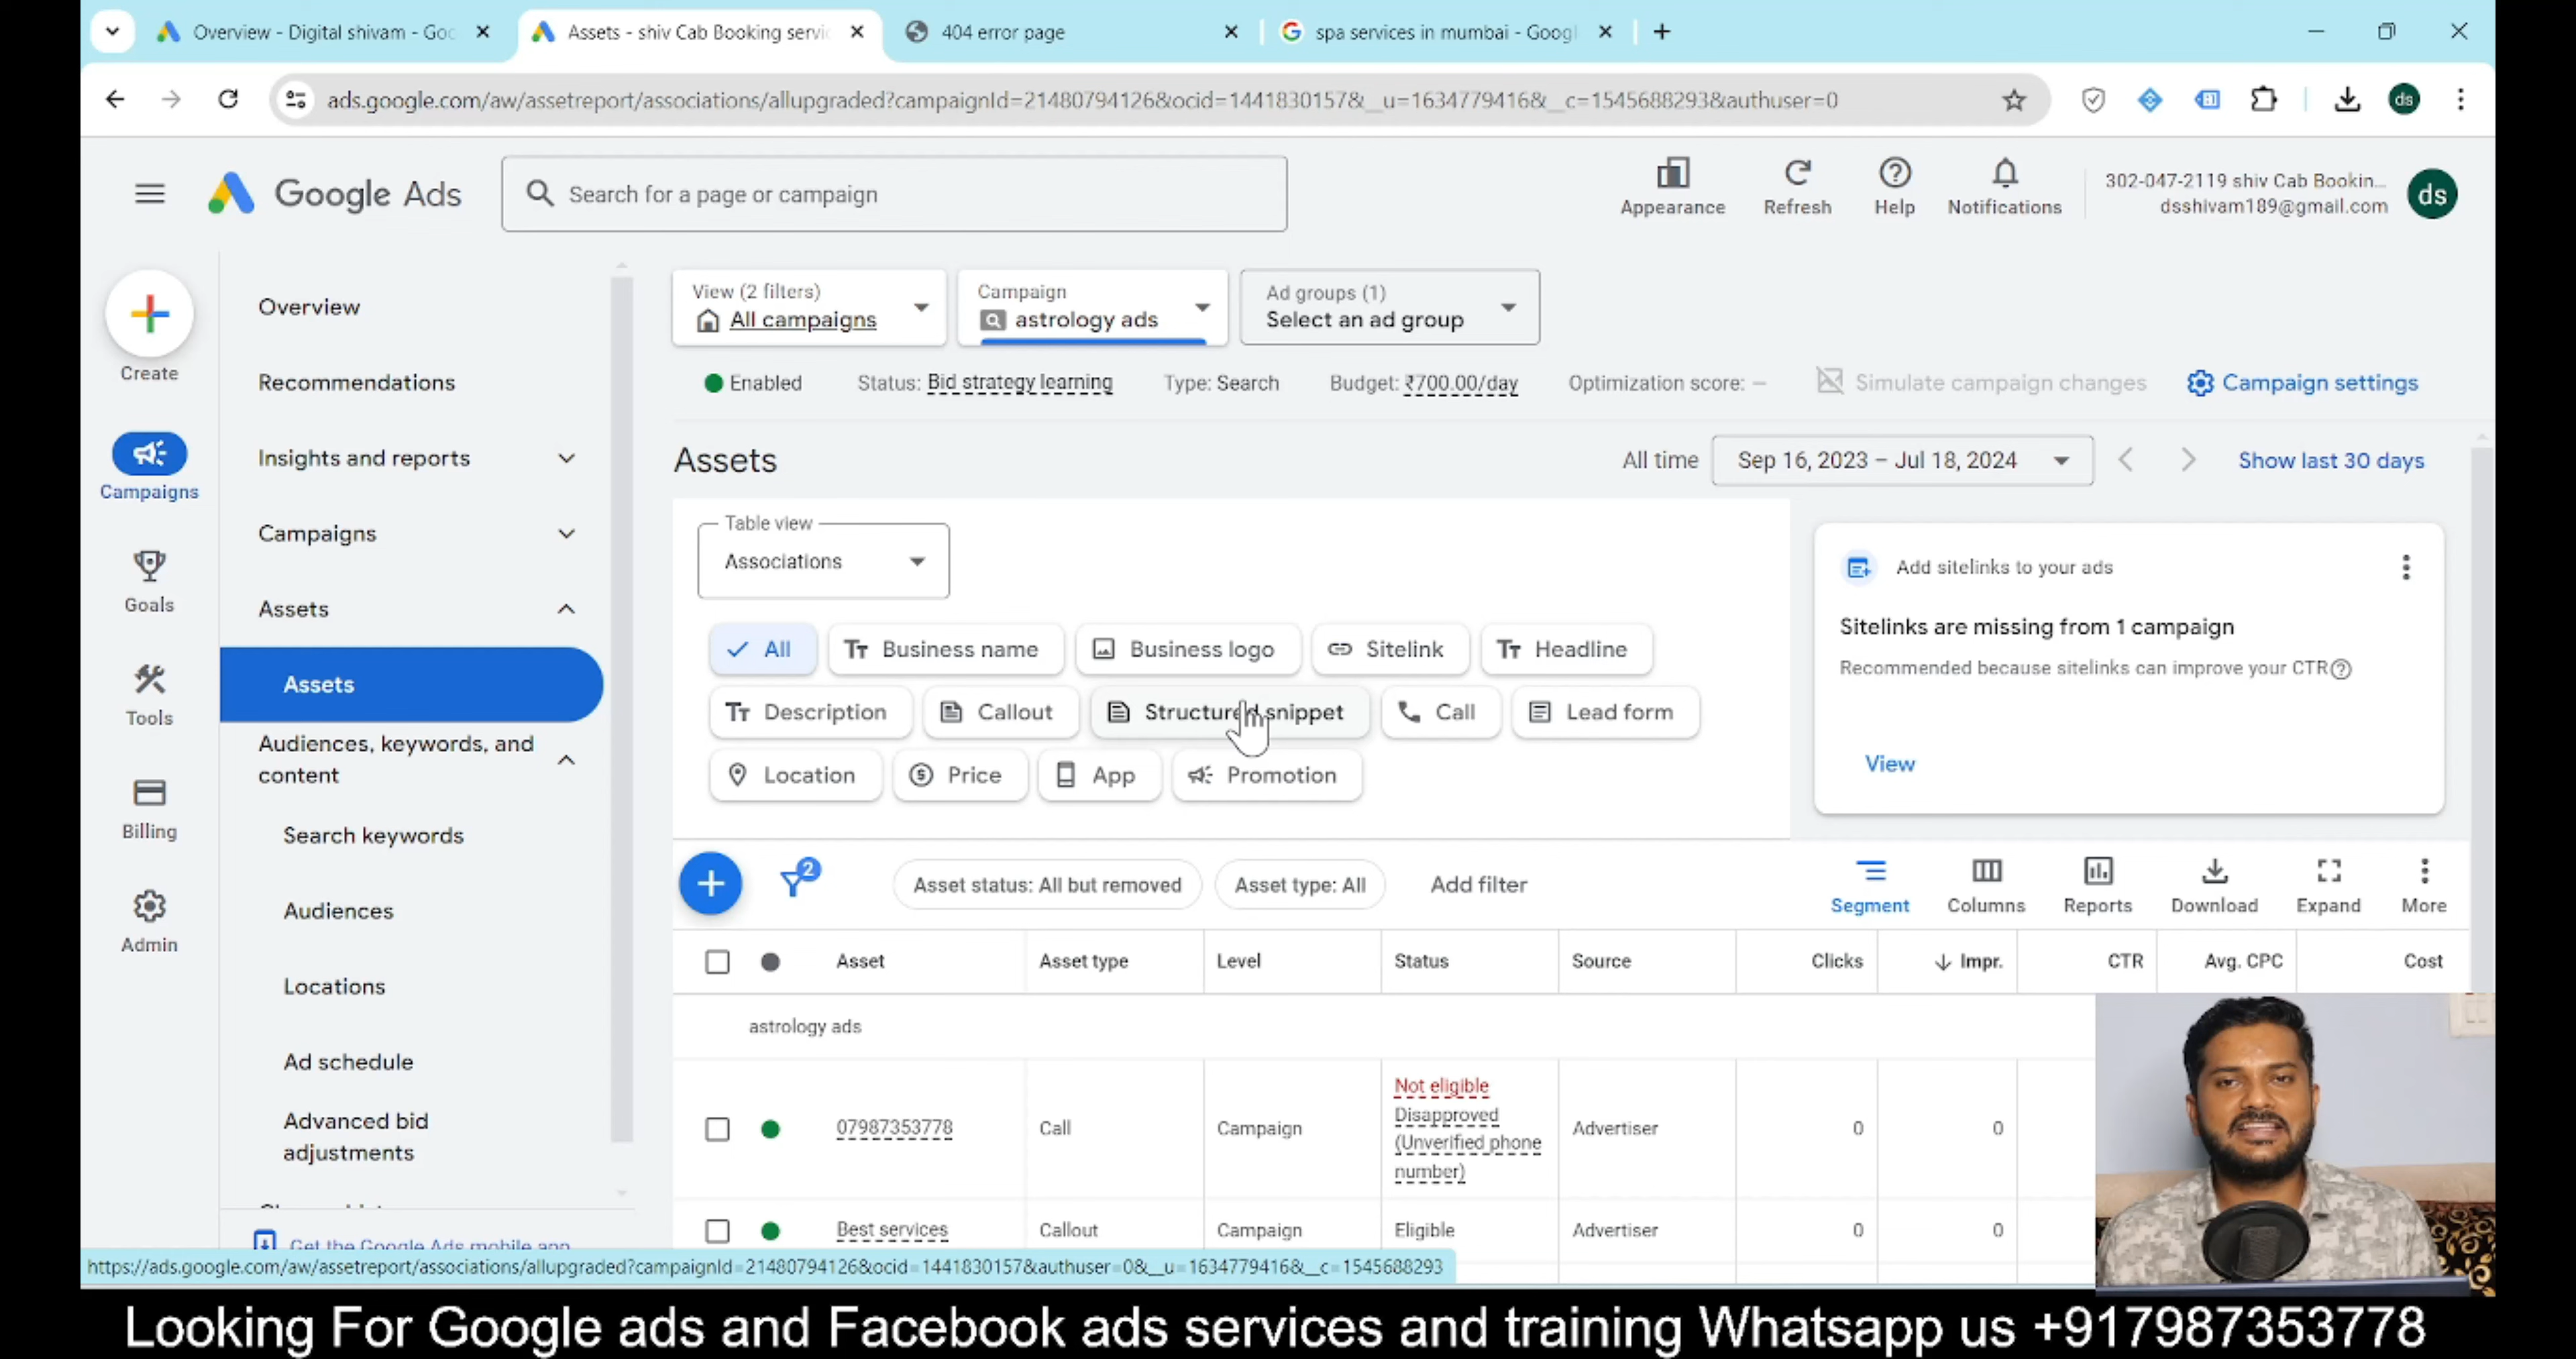 Overview - Digital shivam - Goo
Assets - shiv Cab Booking servi
404 error page
spa services in mumbai - Googl
ads.google.com/aw/assetreport/associations/allupgraded?campaignId=21480794126&ocid=1441830157&__u=1634779416&__c=1545688293&authuser=0
ds
Google Ads
Search for a page or campaign
Appearance
Refresh
Help
Notifications
302-047-2119 shiv Cab Bookin...
dsshivam189@gmail.com
ds
Create
Campaigns
Goals
Tools
Billing
Admin
Overview
Recommendations
Insights and reports
Campaigns
Assets
Assets
Audiences, keywords, and
content
Search keywords
Audiences
Locations
Ad schedule
Advanced bid
adjustments
Get the Google Ads mobile app
View (2 filters)
All campaigns
Campaign
astrology ads
Ad groups (1)
Select an ad group
Enabled
Status: Bid strategy learning
Type: Search
Budget: ₹700.00/day
Optimization score: –
Simulate campaign changes
Campaign settings
Assets
All time
Sep 16, 2023 – Jul 18, 2024
Show last 30 days
Table view
Associations
All
Business name
Business logo
Sitelink
Headline
Description
Callout
Structured snippet
Call
Lead form
Location
Price
App
Promotion
Add sitelinks to your ads
Sitelinks are missing from 1 campaign
Recommended because sitelinks can improve your CTR
View
2
Asset status: All but removed
Asset type: All
Add filter
Segment
Columns
Reports
Download
Expand
More
Asset Asset type Level Status Source Clicks Impr. CTR Avg. CPC Cost
astrology ads
07987353778 Call Campaign Not eligible
Disapproved
(Unverified phone
number) Advertiser 0 0
Best services Callout Campaign Eligible Advertiser 0 0
https://ads.google.com/aw/assetreport/associations/allupgraded?campaignId=21480794126&ocid=1441830157&authuser=0&__u=1634779416&__c=1545688293
Looking For Google ads and Facebook ads services and training Whatsapp us +917987353778